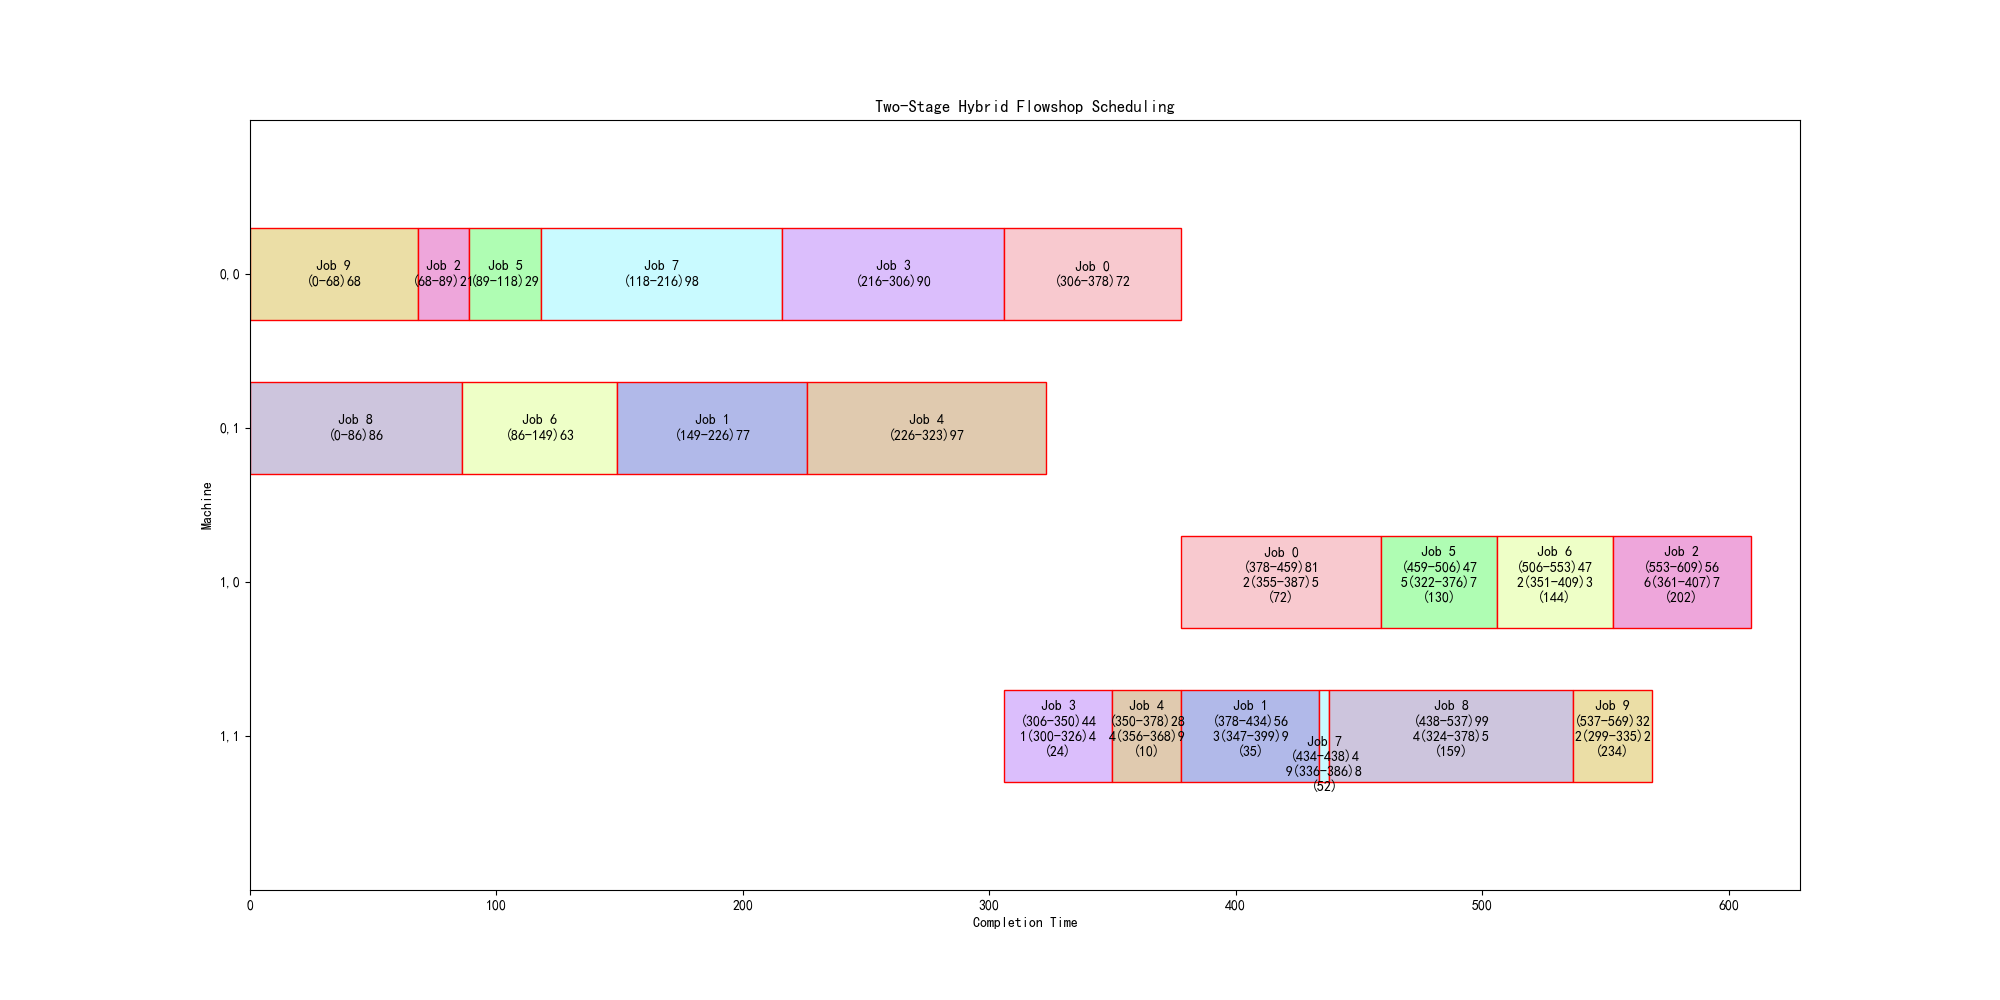 Two-Stage Hybrid Flowshop Scheduling
Machine
0,0
Job 9
(0-68)68
Job 2
(68-89)21
Job 5
(89-118)29
Job 7
(118-216)98
Job 3
(216-306)90
Job 0
(306-378)72
0,1
Job 8
(0-86)86
Job 6
(86-149)63
Job 1
(149-226)77
Job 4
(226-323)97
1,0
Job 0
(378-459)81
2(355-387)5
(72)
Job 5
(459-506)47
5(322-376)7
(130)
Job 6
(506-553)47
2(351-409)3
(144)
Job 2
(553-609)56
6(361-407)7
(202)
1,1
Job 3
(306-350)44
1(300-326)4
(24)
Job 4
(350-378)28
4(356-368)9
(10)
Job 1
(378-434)56
3(347-399)9
(35)
Job 7
(434-438)4
9(336-386)8
(52)
Job 8
(438-537)99
4(324-378)5
(159)
Job 9
(537-569)32
2(299-335)2
(234)
0
100
200
300
400
500
600
Completion Time